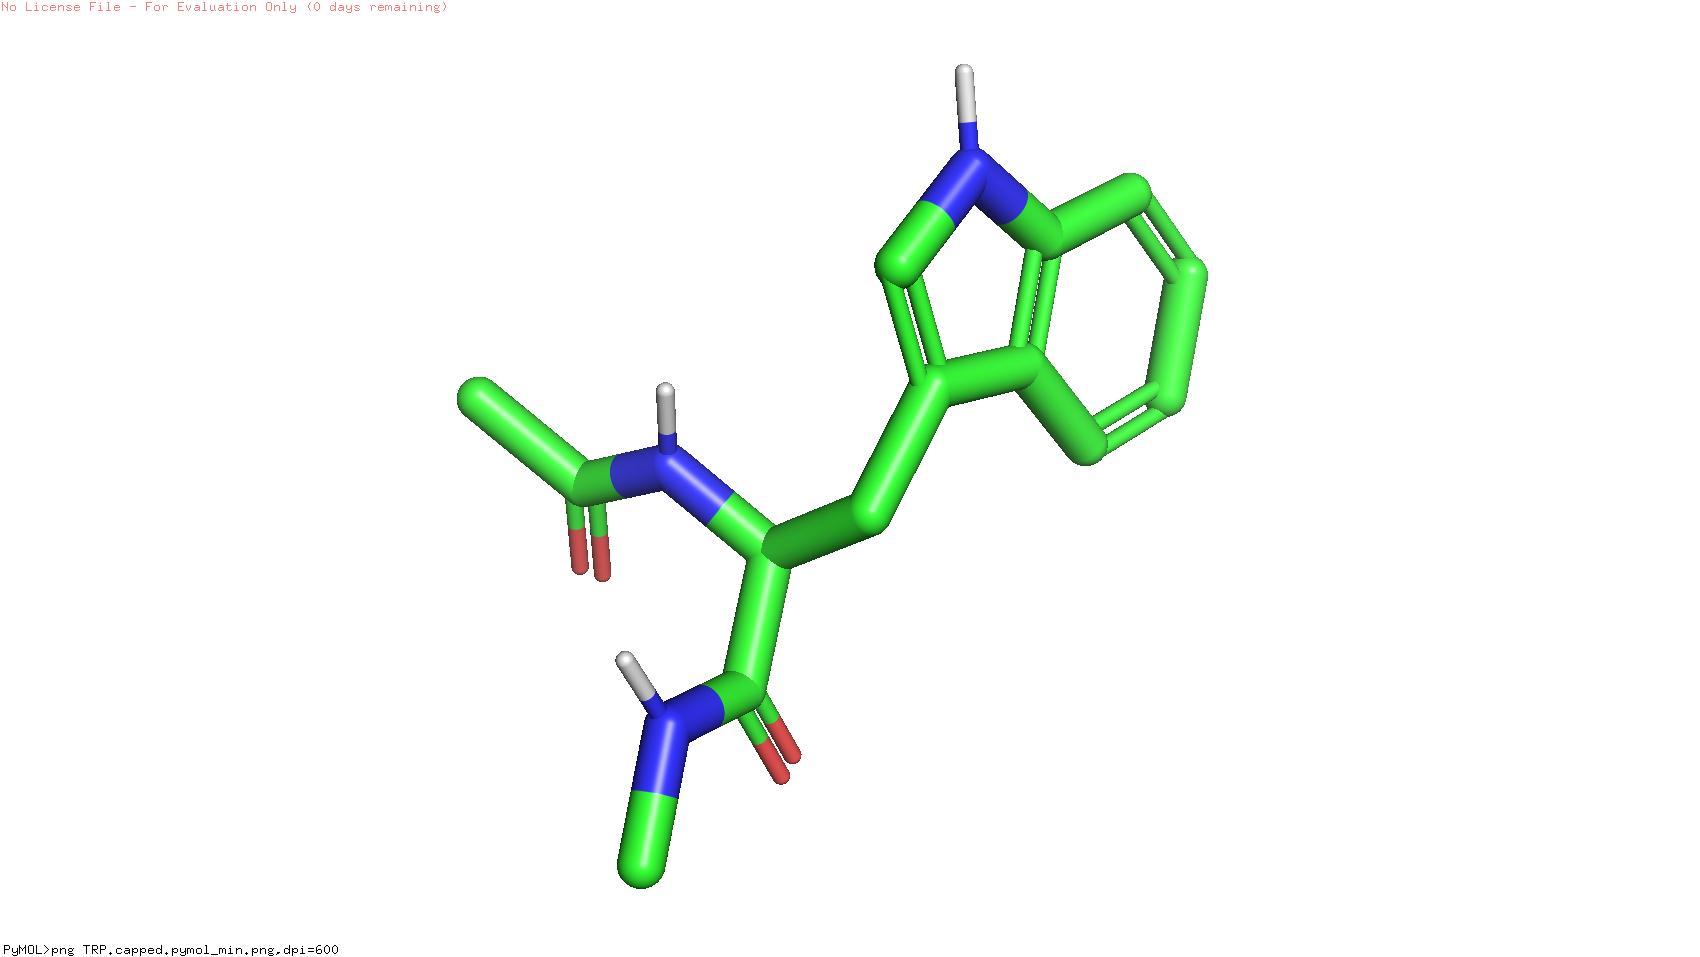 No License File - For Evaluation Only (0 days remaining)
PyMOL>png TRP.capped.pymol_min.png,dpi=600